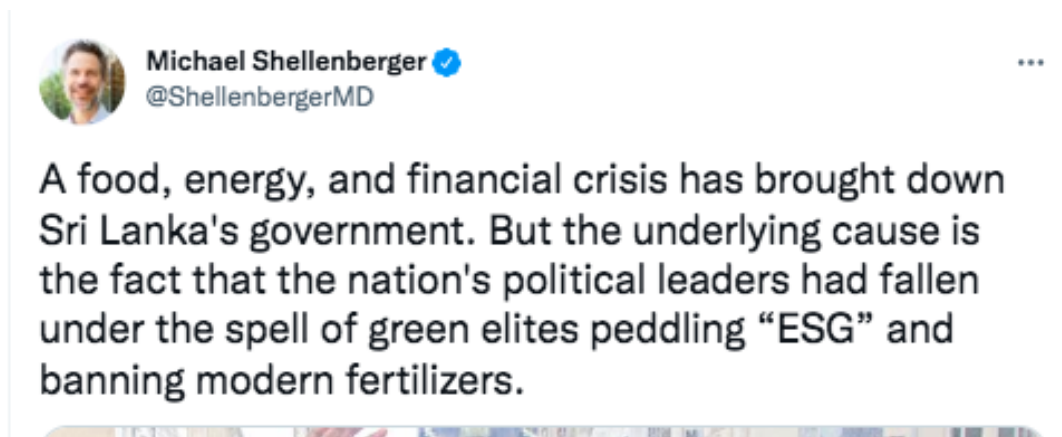 Michael Shellenberger
@ShellenbergerMD
A food, energy, and financial crisis has brought down
Sri Lanka's government. But the underlying cause is
the fact that the nation's political leaders had fallen
under the spell of green elites peddling “ESG” and
banning modern fertilizers.